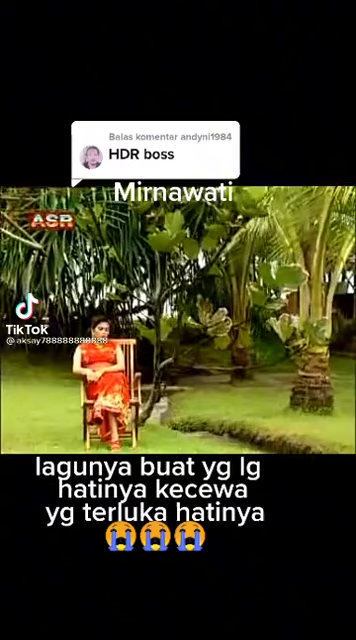 Balas komentar andyni1984
HDR boss
Mirnawati
ASR
TikTok
@aksay788888888888
lagunya buat yg lg
hatinya kecewa
yg terluka hatinya
😭😭😭